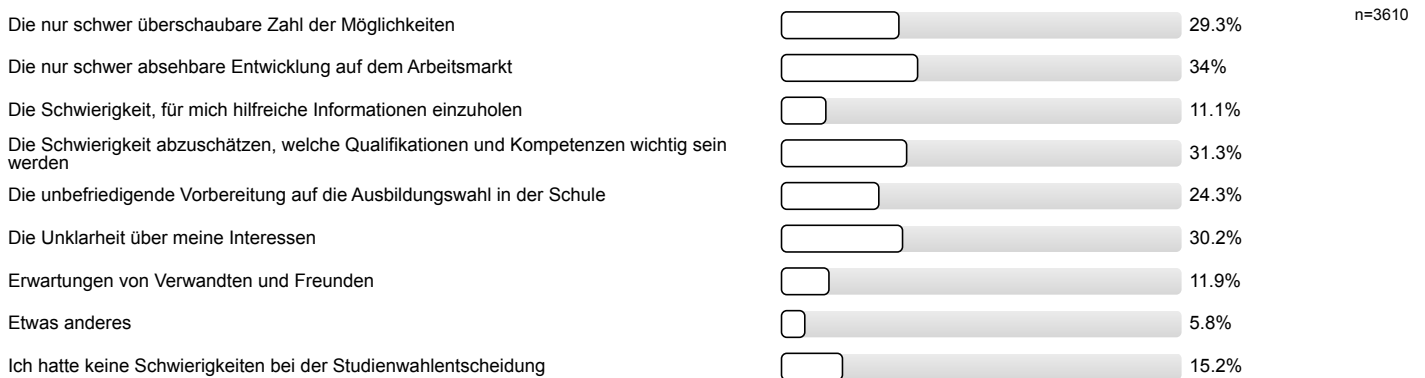 Die nur schwer überschaubare Zahl der Möglichkeiten 29.3% n=3610
Die nur schwer absehbare Entwicklung auf dem Arbeitsmarkt 34%
Die Schwierigkeit, für mich hilfreiche Informationen einzuholen 11.1%
Die Schwierigkeit abzuschätzen, welche Qualifikationen und Kompetenzen wichtig sein
werden 31.3%
Die unbefriedigende Vorbereitung auf die Ausbildungswahl in der Schule 24.3%
Die Unklarheit über meine Interessen 30.2%
Erwartungen von Verwandten und Freunden 11.9%
Etwas anderes 5.8%
Ich hatte keine Schwierigkeiten bei der Studienwahlentscheidung 15.2%